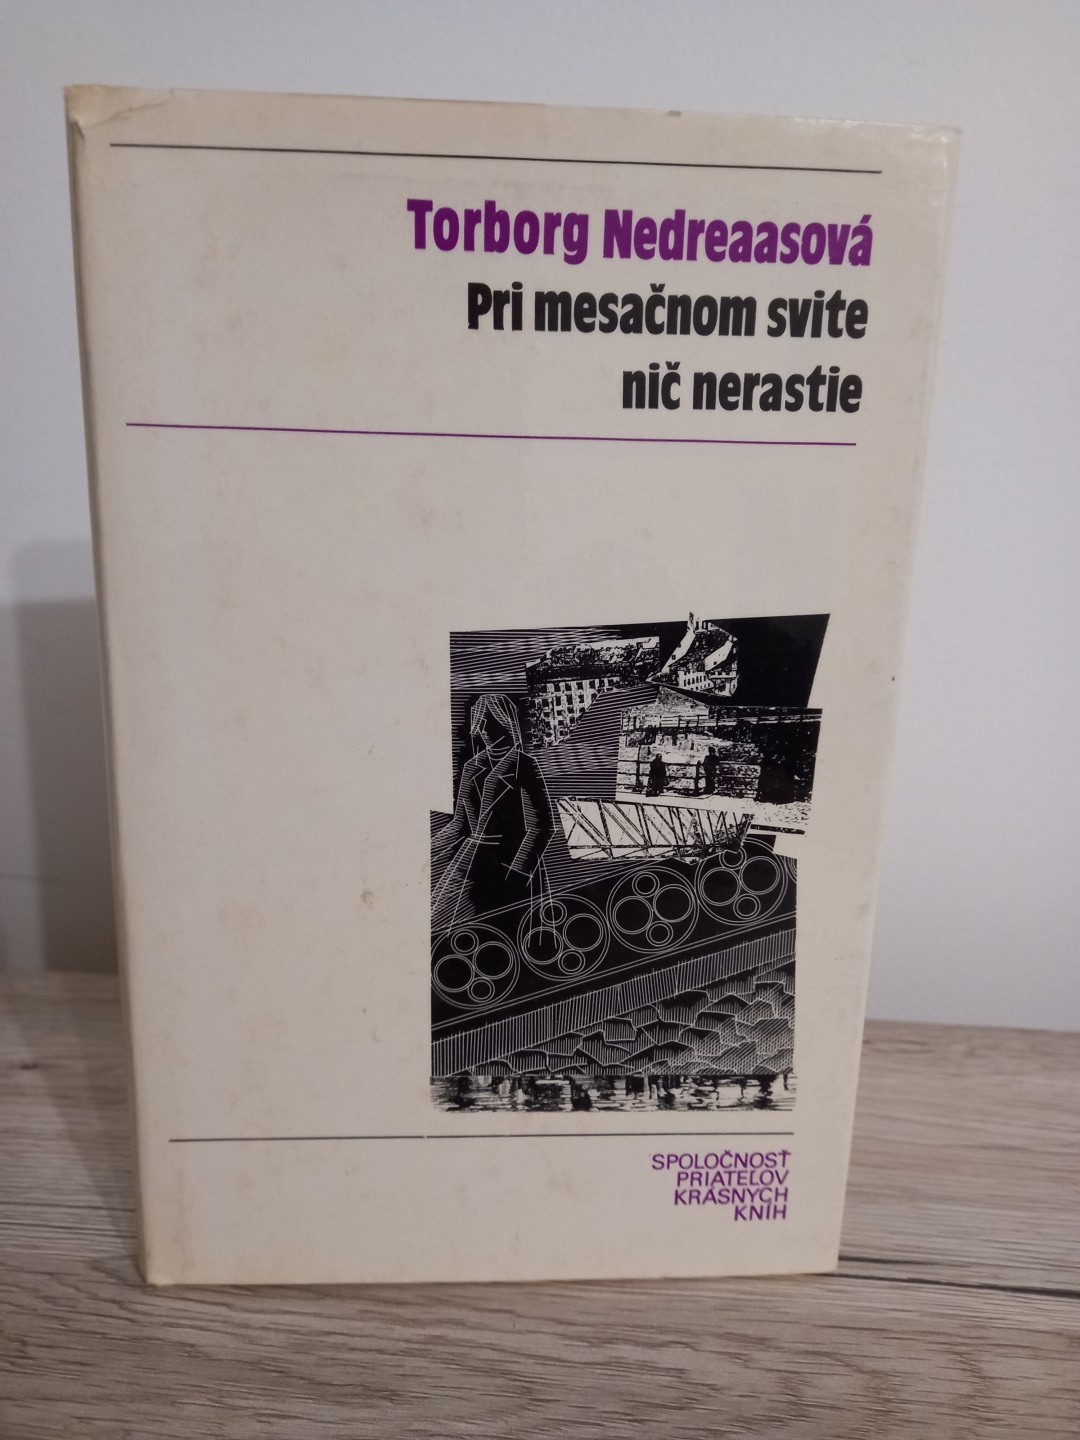 Torborg Nedreaasová
Pri mesačnom svite
nič nerastie
SPOLOČNOSŤ
PRIATEĽOV
KRÁSNYCH
KNÍH